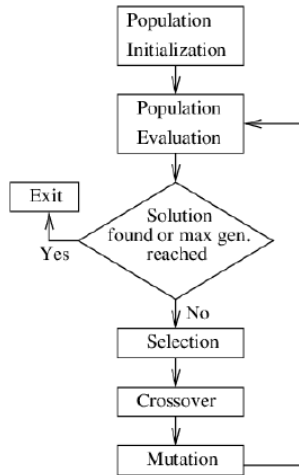 Population
Initialization
Population
Evaluation
Exit
Solution
found or max gen.
reached
Yes
No
Selection
Crossover
Mutation